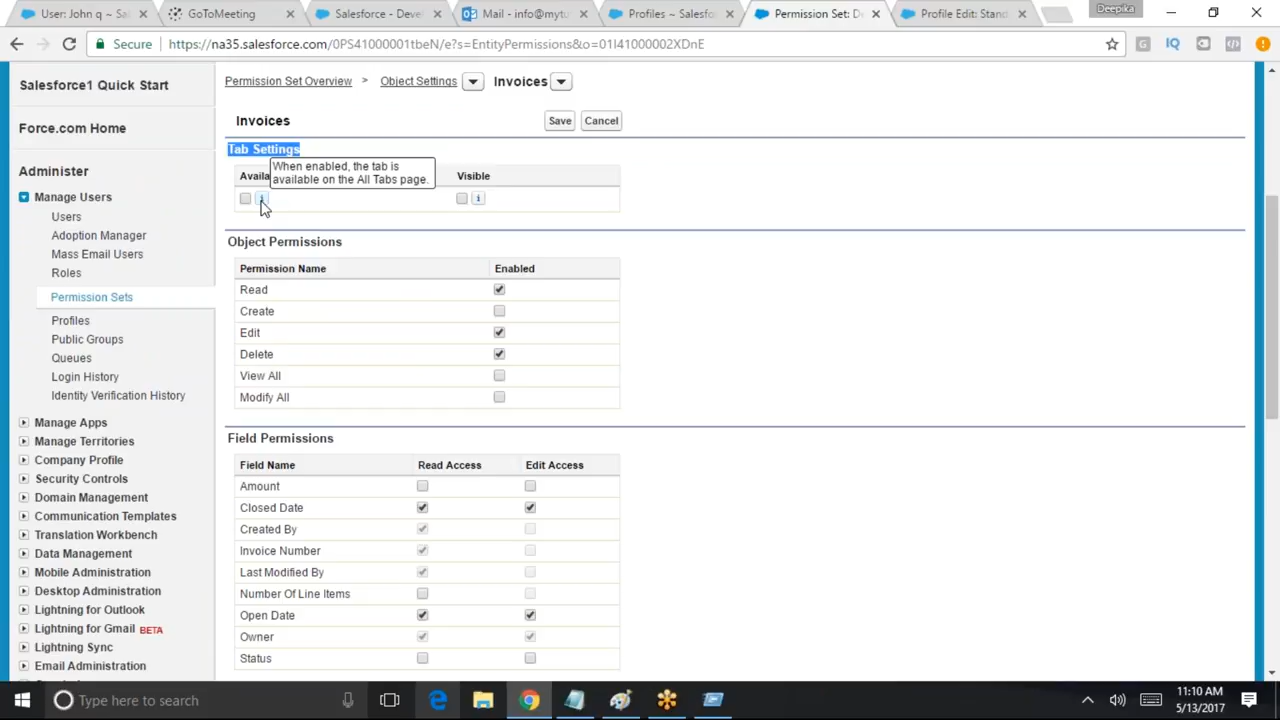 User: John q ~ Sa
GoToMeeting
Salesforce - Deve
Mail - info@mytu
Profiles ~ Salesfo
Permission Set: D
Profile Edit: Stand
Deepika
Secure
https://na35.salesforce.com/0PS41000001tbeN/e?s=EntityPermissions&o=01I41000002XDnE
Salesforce1 Quick Start
Force.com Home
Administer
Manage Users
Users
Adoption Manager
Mass Email Users
Roles
Permission Sets
Profiles
Public Groups
Queues
Login History
Identity Verification History
Manage Apps
Manage Territories
Company Profile
Security Controls
Domain Management
Communication Templates
Translation Workbench
Data Management
Mobile Administration
Desktop Administration
Lightning for Outlook
Lightning for Gmail BETA
Lightning Sync
Email Administration
Permission Set Overview > Object Settings Invoices
Invoices
Save Cancel
Tab Settings
When enabled, the tab is
available on the All Tabs page.
Availa Visible
Object Permissions
Permission Name Enabled
Read
Create
Edit
Delete
View All
Modify All
Field Permissions
Field Name Read Access Edit Access
Amount
Closed Date
Created By
Invoice Number
Last Modified By
Number Of Line Items
Open Date
Owner
Status
Type here to search
11:10 AM
5/13/2017